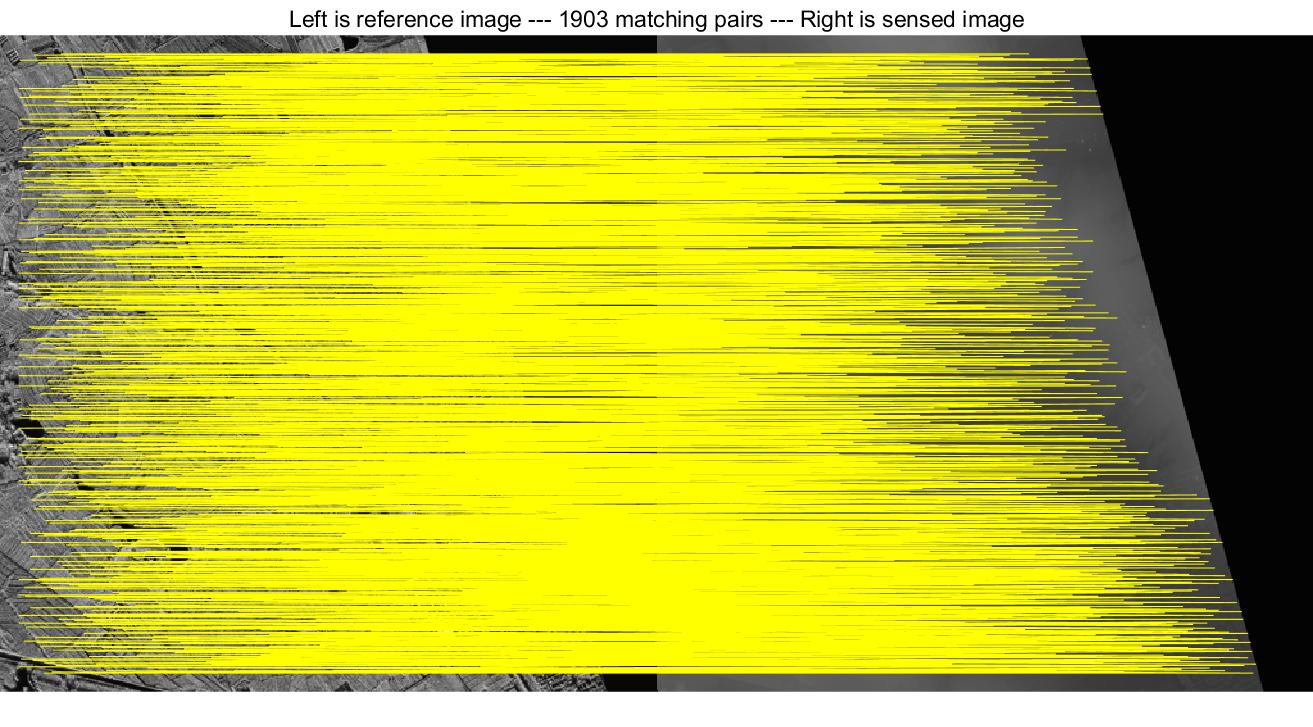 Left is reference image --- 1903 matching pairs --- Right is sensed image